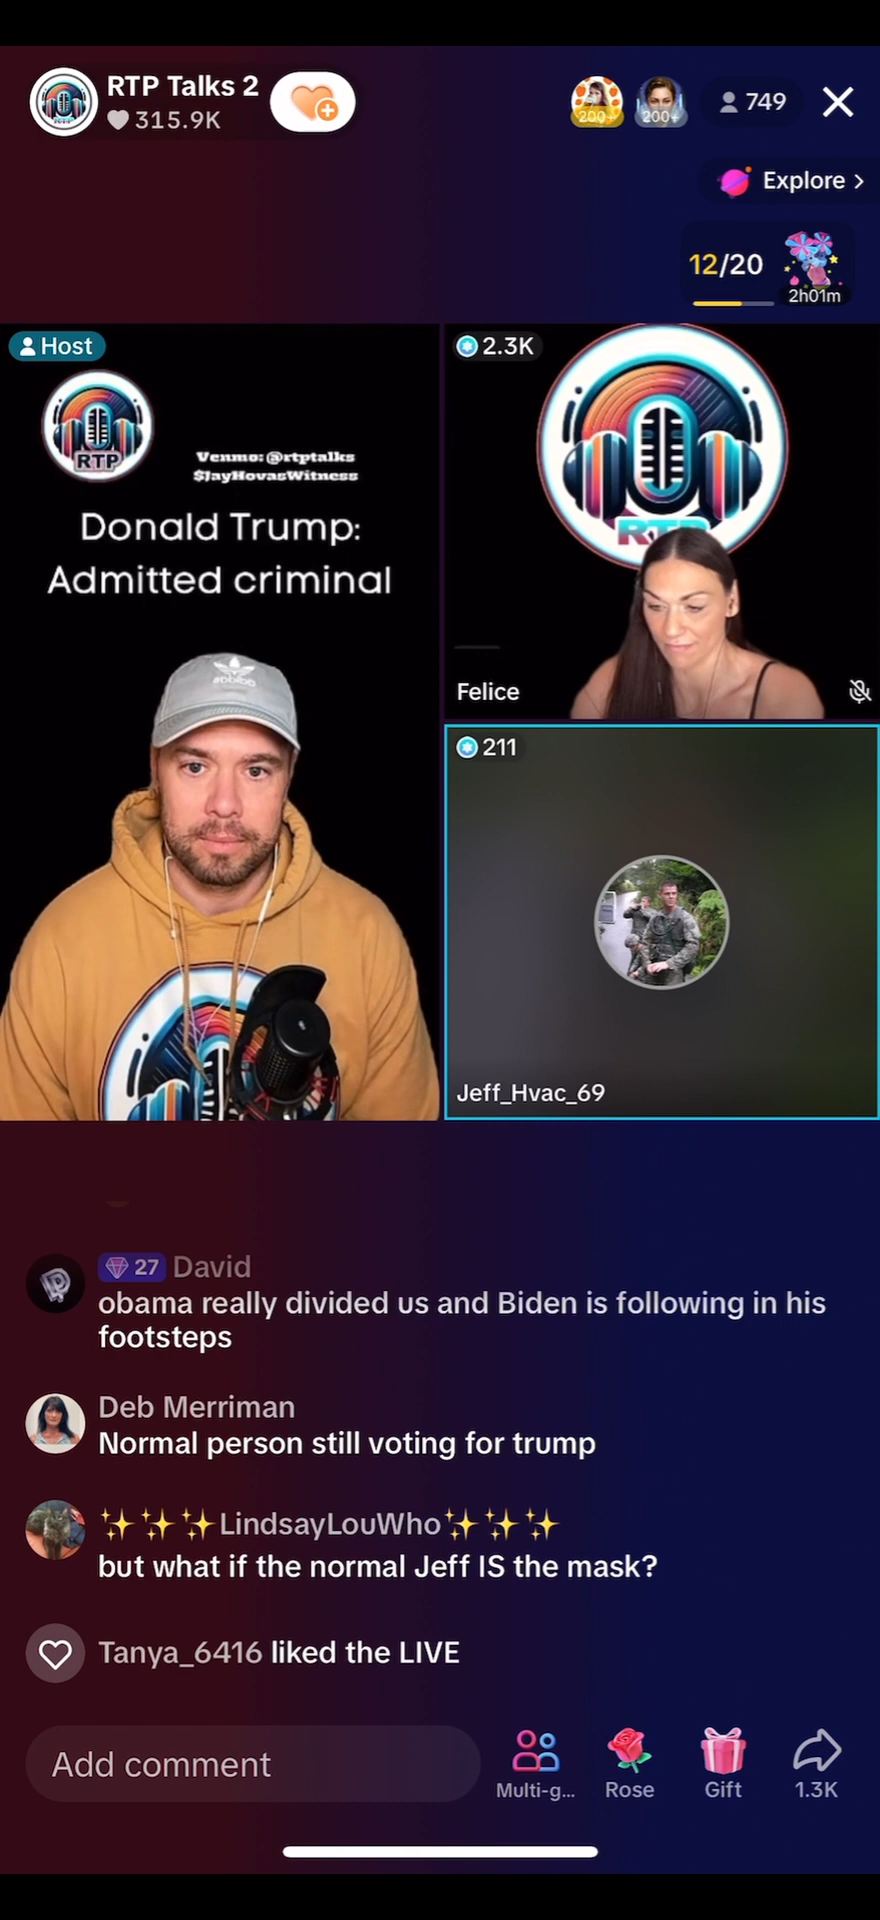 RTP Talks 2
315.9K
200+
200+
749
Explore >
12/20
2h01m
Host
2.3K
RTP
Venmo: @rtptalks
$JayHovasWitness
Donald Trump:
Admitted criminal
RTP
adidas
Felice
211
Jeff_Hvac_69
27 David
obama really divided us and Biden is following in his
footsteps
Deb Merriman
Normal person still voting for trump
✨✨✨LindsayLouWho✨✨✨
but what if the normal Jeff IS the mask?
Tanya_6416 liked the LIVE
Add comment
Multi-g...
Rose
Gift
1.3K